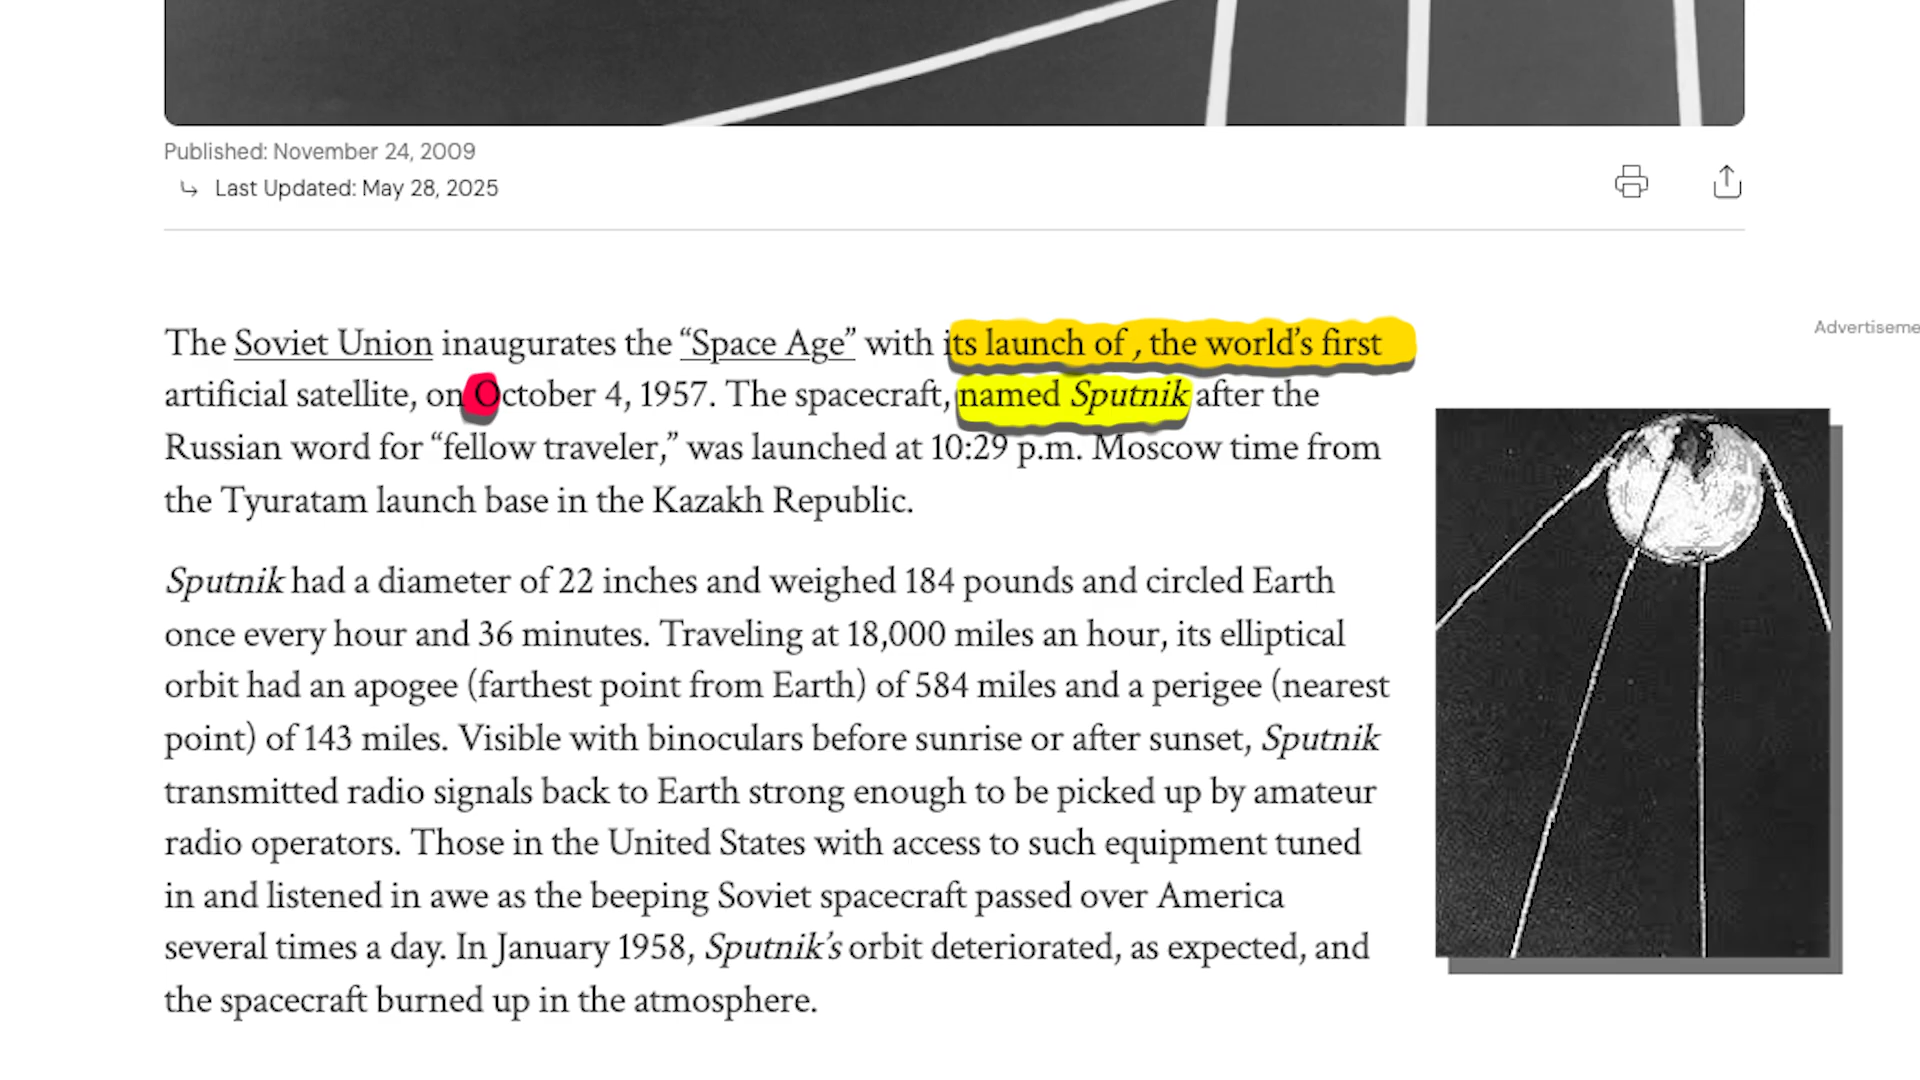 Published: November 24, 2009
Last Updated: May 28, 2025
Advertiseme
The Soviet Union inaugurates the “Space Age” with its launch of , the world’s first
artificial satellite, on October 4, 1957. The spacecraft, named Sputnik after the
Russian word for “fellow traveler,” was launched at 10:29 p.m. Moscow time from
the Tyuratam launch base in the Kazakh Republic.
Sputnik had a diameter of 22 inches and weighed 184 pounds and circled Earth
once every hour and 36 minutes. Traveling at 18,000 miles an hour, its elliptical
orbit had an apogee (farthest point from Earth) of 584 miles and a perigee (nearest
point) of 143 miles. Visible with binoculars before sunrise or after sunset, Sputnik
transmitted radio signals back to Earth strong enough to be picked up by amateur
radio operators. Those in the United States with access to such equipment tuned
in and listened in awe as the beeping Soviet spacecraft passed over America
several times a day. In January 1958, Sputnik’s orbit deteriorated, as expected, and
the spacecraft burned up in the atmosphere.